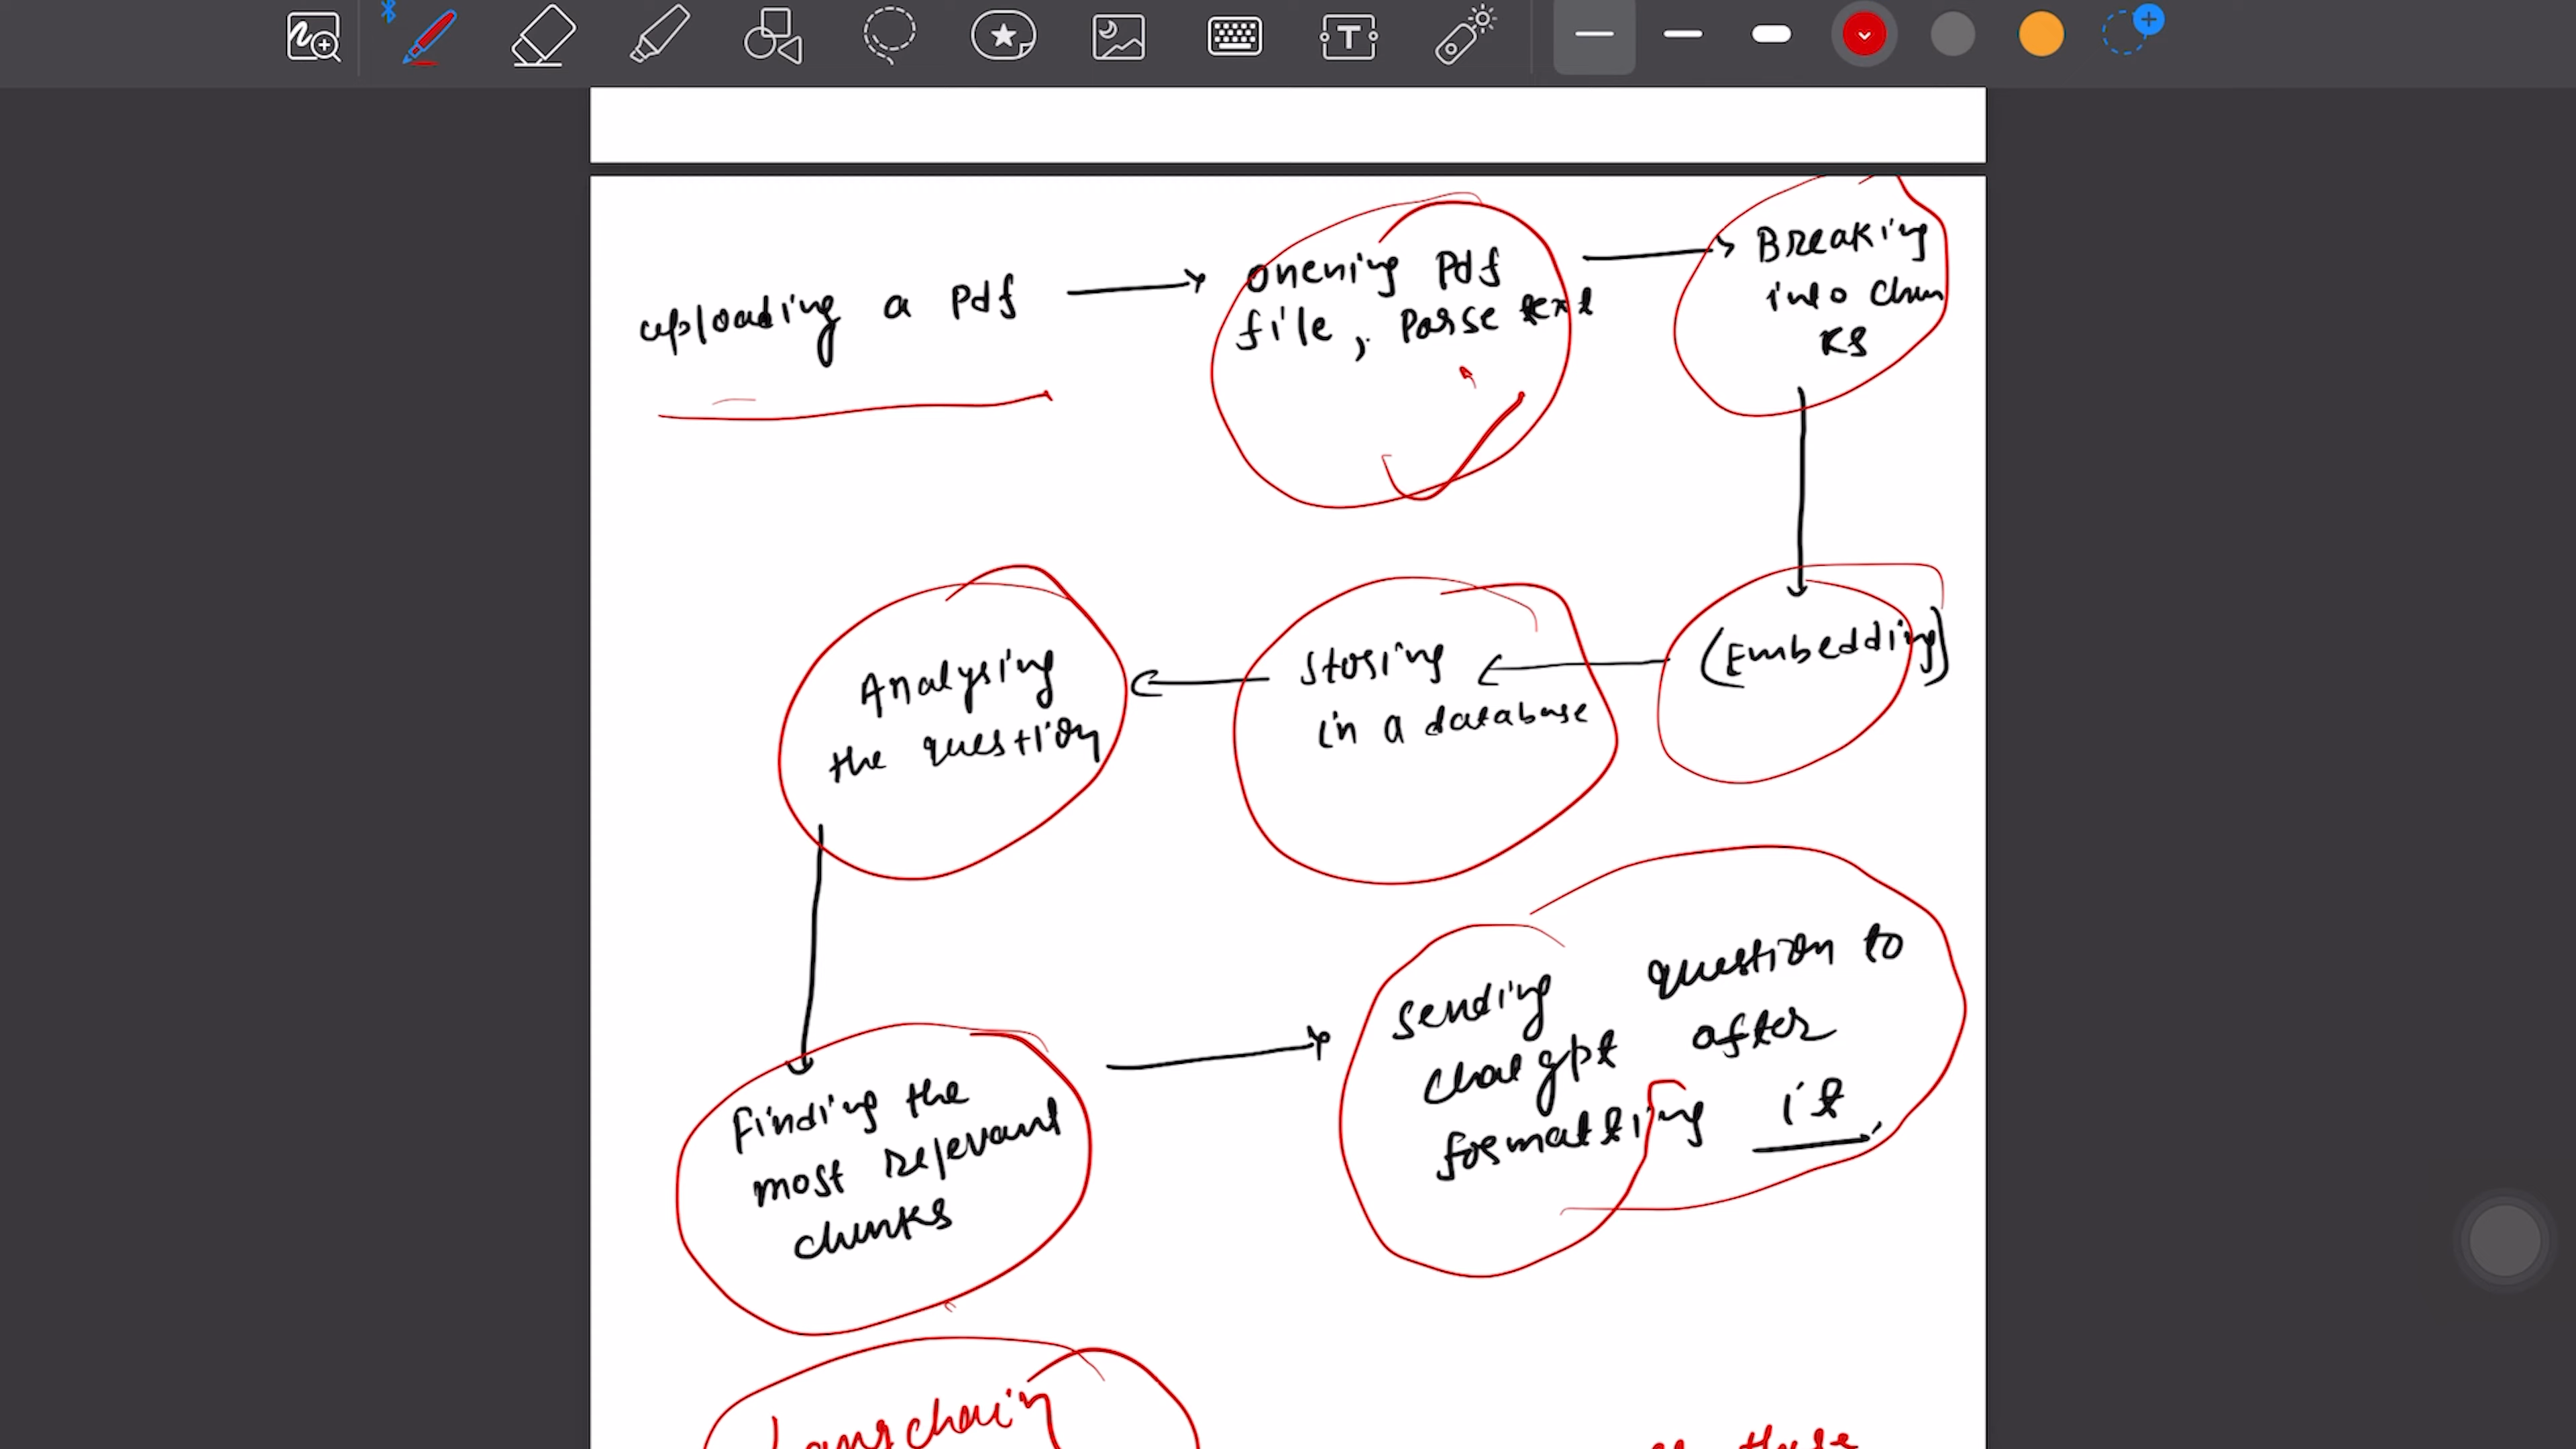 uploading a Pdf
opening Pdf
file, Parse text
Breaking
into chun
ks
(Embedding)
Storing
in a database
Analysing
the question
Finding the
most relevant
chunks
Sending question to
Chatgpt after
formatting it.
Langchain
these